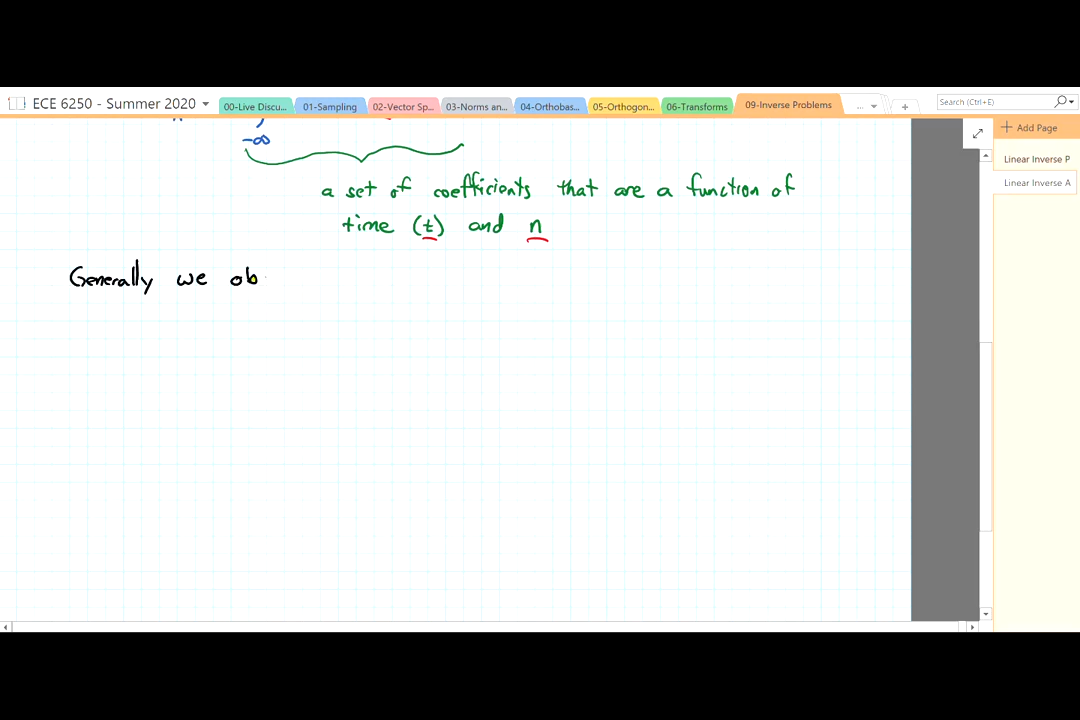 ECE 6250 - Summer 2020
00-Live Discu... 01-Sampling 02-Vector Sp... 03-Norms an... 04-Orthobas... 05-Orthogon... 06-Transforms 09-Inverse Problems ...
Search (Ctrl+E)
Add Page
Linear Inverse P
Linear Inverse A
-∞
a set of coefficients that are a function of
time (t) and n
Generally we ob